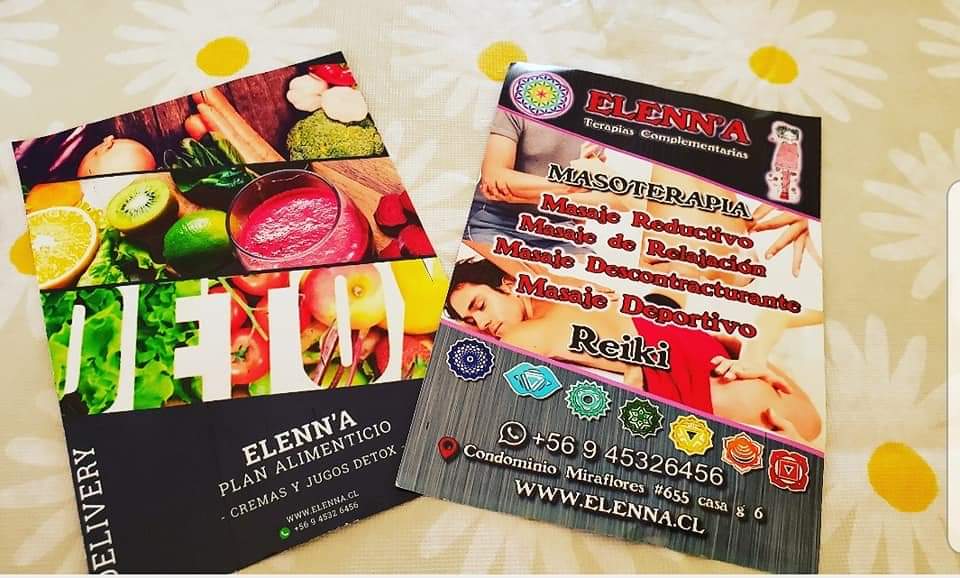 DETOX
DELIVERY
ELENN'A
PLAN ALIMENTICIO
- CREMAS Y JUGOS DETOX -
WWW.ELENNA.CL
+56 9 4532 6456
ELENN'A
Terapias Complementarias
MASOTERAPIA
Masaje Reductivo
Masaje de Relajación
Masaje Descontracturante
Masaje Deportivo
Reiki
+56 9 45326456
Condominio Miraflores #655 casa g 6
WWW.ELENNA.CL